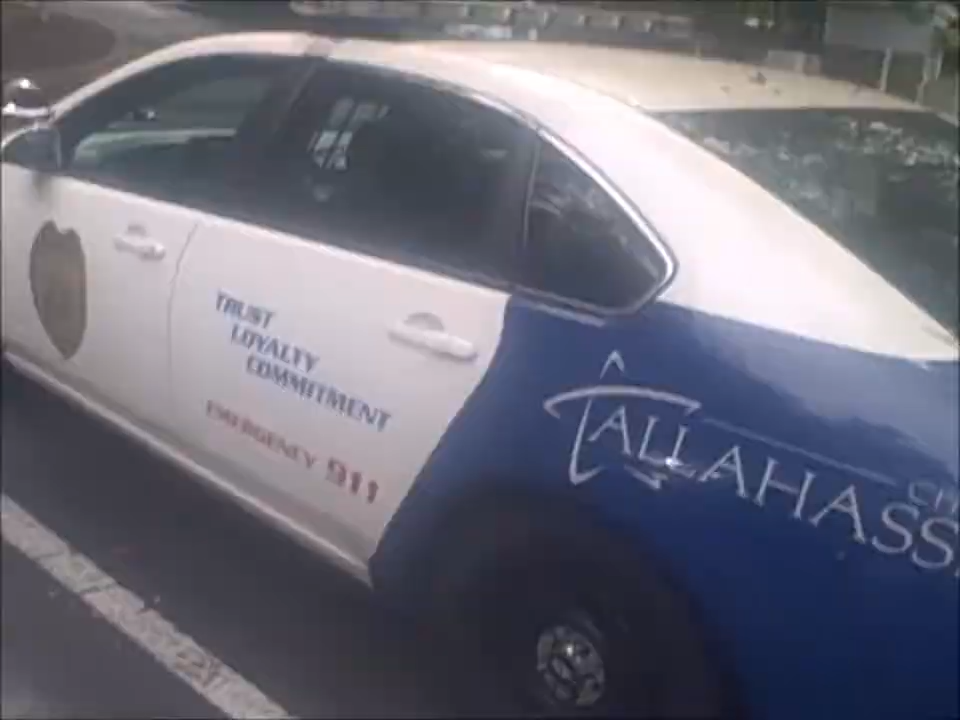 TRUST
LOYALTY
COMMITMENT
EMERGENCY 911
TALLAHASS